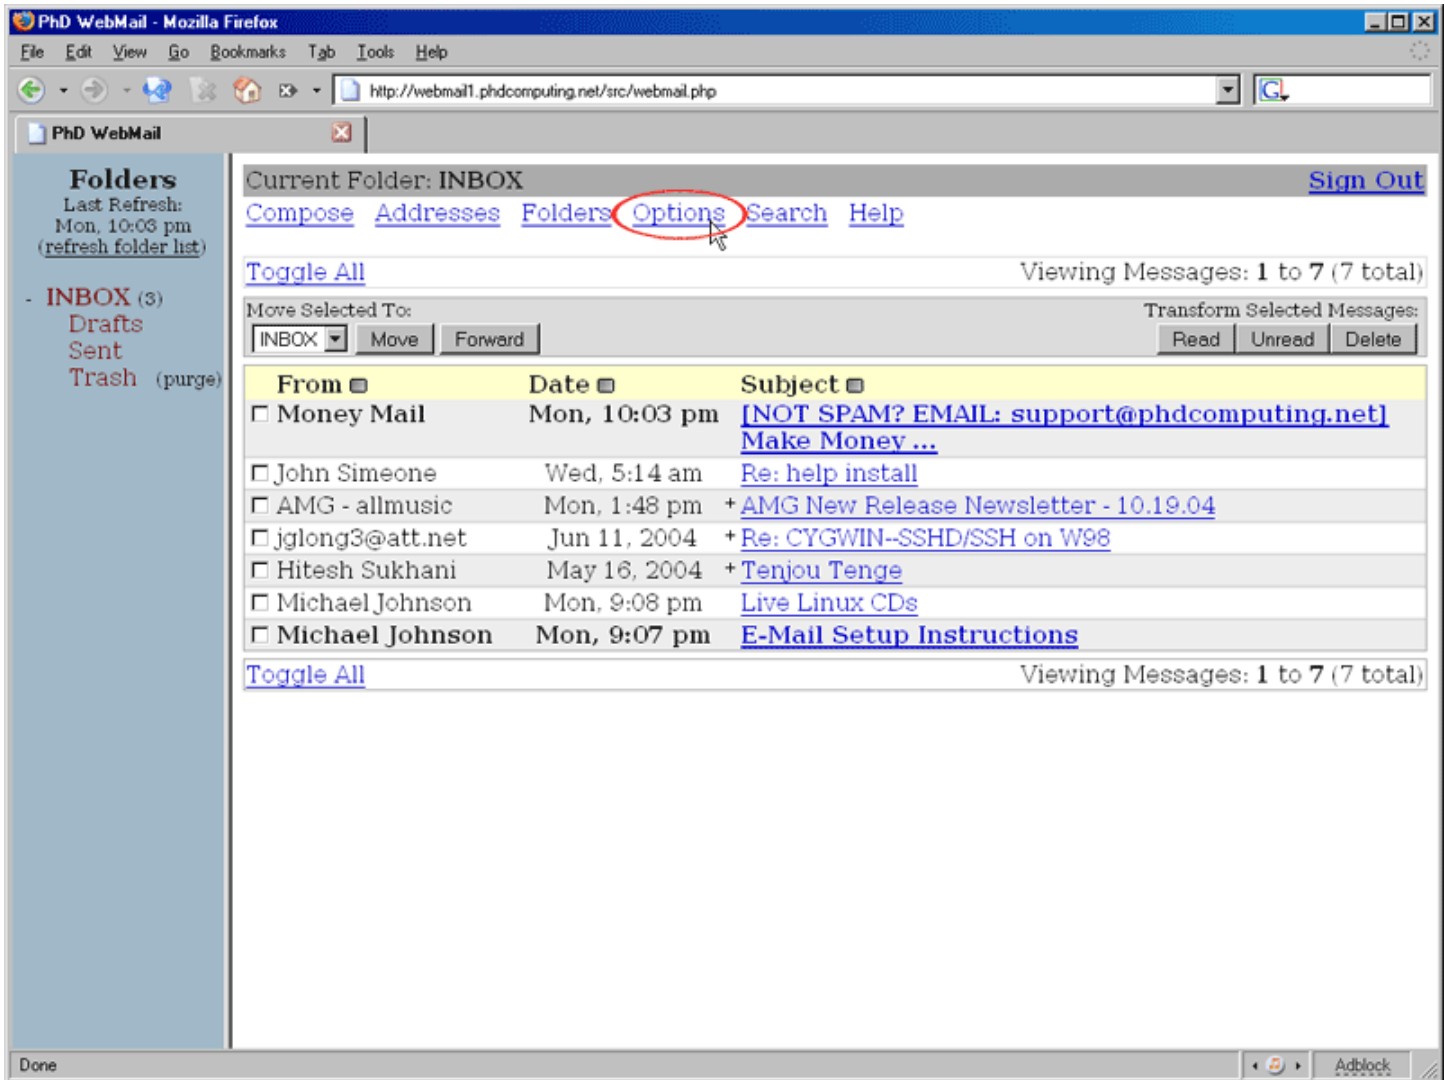 PhD WebMail - Mozilla Firefox
File Edit View Go Bookmarks Tab Tools Help
http://webmail1.phdcomputing.net/src/webmail.php
G
PhD WebMail
Folders
Last Refresh:
Mon, 10:03 pm
(refresh folder list)
- INBOX (3)
Drafts
Sent
Trash (purge)
Current Folder: INBOX Sign Out
Compose Addresses Folders Options Search Help
Toggle All Viewing Messages: 1 to 7 (7 total)
Move Selected To: Transform Selected Messages:
INBOX Move Forward Read Unread Delete
From Date Subject
Money Mail Mon, 10:03 pm [NOT SPAM? EMAIL: support@phdcomputing.net]
Make Money ...
John Simeone Wed, 5:14 am Re: help install
AMG - allmusic Mon, 1:48 pm + AMG New Release Newsletter - 10.19.04
jglong3@att.net Jun 11, 2004 + Re: CYGWIN--SSHD/SSH on W98
Hitesh Sukhani May 16, 2004 + Tenjou Tenge
Michael Johnson Mon, 9:08 pm Live Linux CDs
Michael Johnson Mon, 9:07 pm E-Mail Setup Instructions
Toggle All Viewing Messages: 1 to 7 (7 total)
Done Adblock